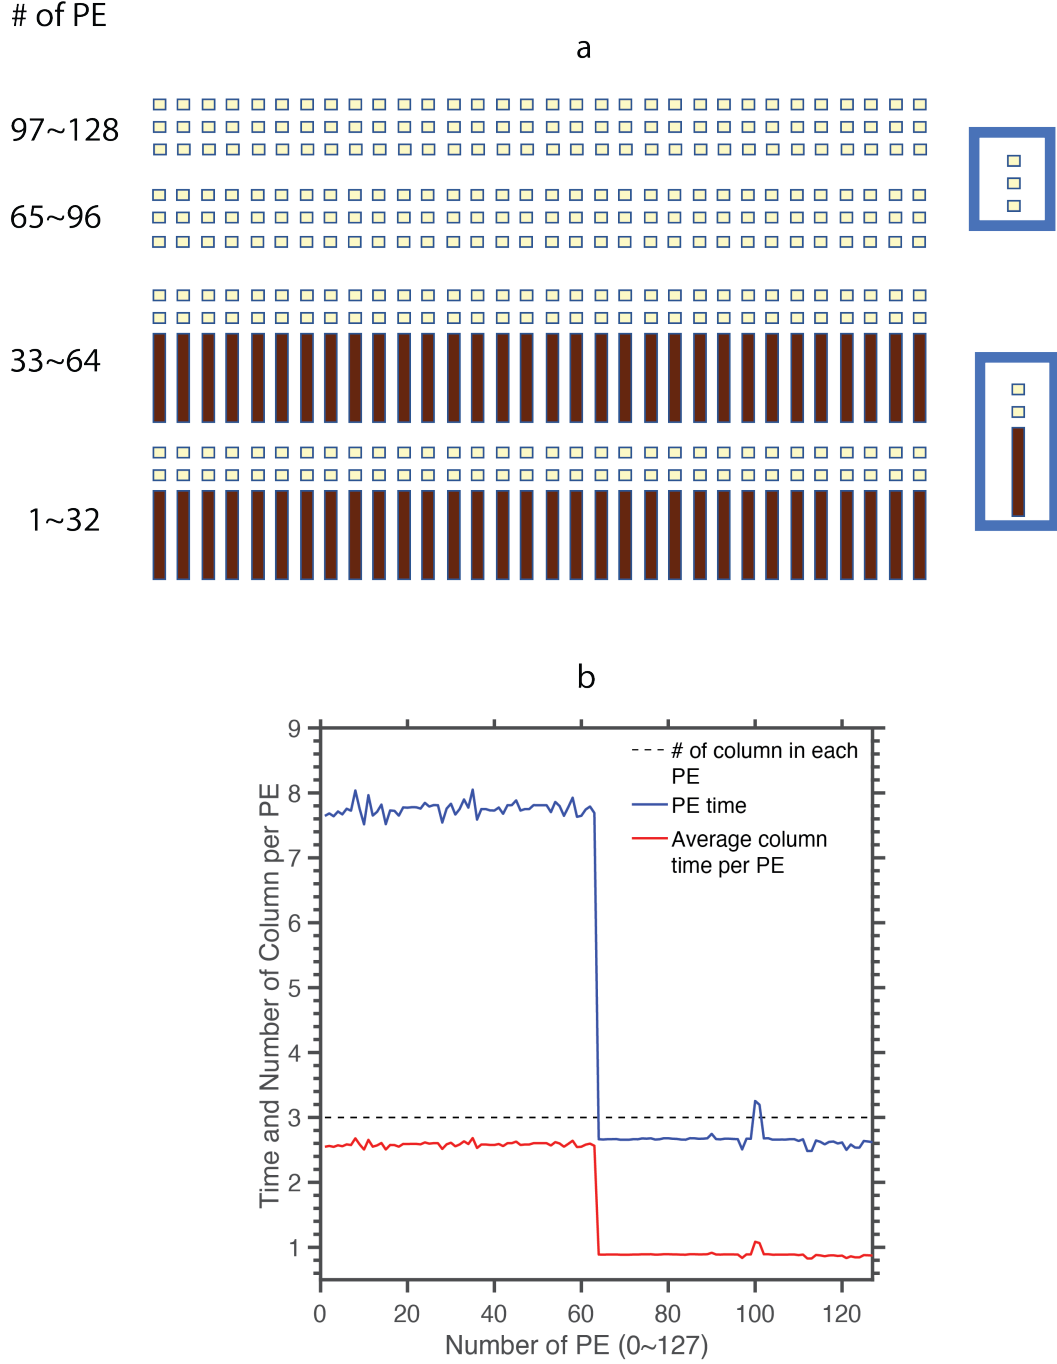 # of PE
a
97~128
65~96
33~64
1~32
b
9
8
7
6
5
4
3
2
1
Time and Number of Column per PE
# of column in each
PE
PE time
Average column
time per PE
0 20 40 60 80 100 120
Number of PE (0~127)